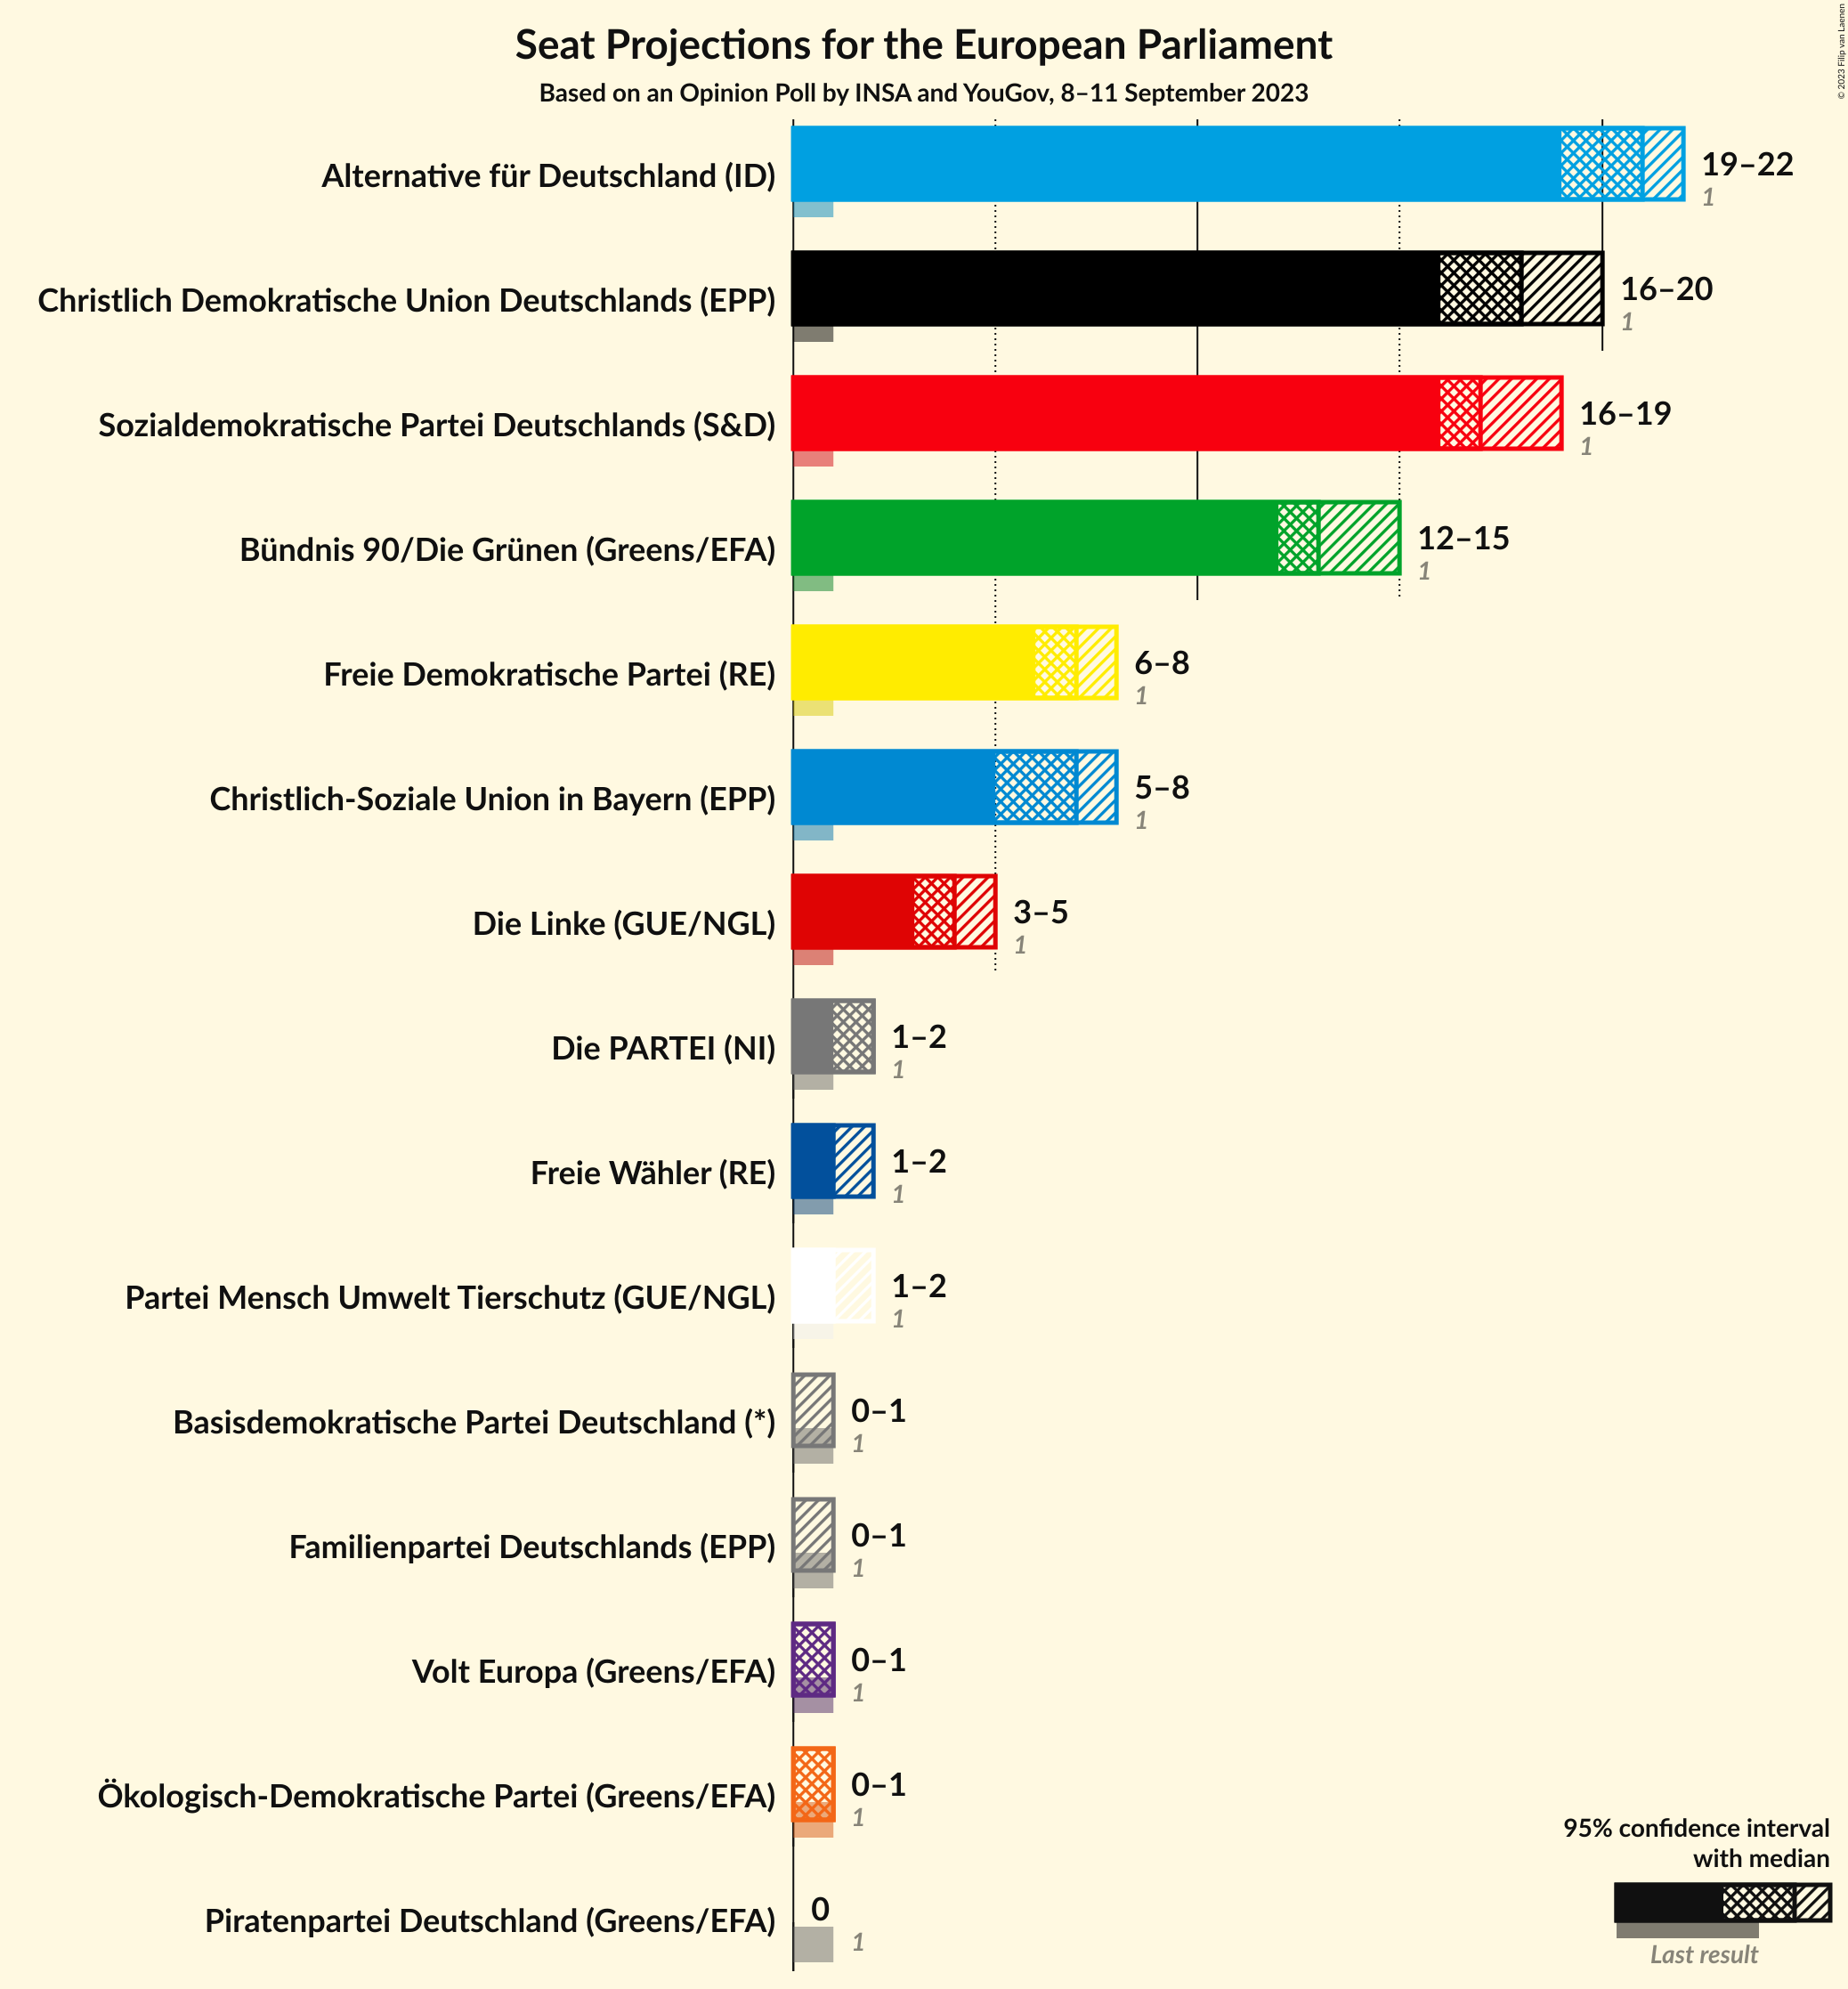 Seat Projections for the European Parliament
Based on an Opinion Poll by INSA and YouGov, 8–11 September 2023
© 2023 Filip van Laenen
Alternative für Deutschland (ID)
19–22
1
Christlich Demokratische Union Deutschlands (EPP)
16–20
1
Sozialdemokratische Partei Deutschlands (S&D)
16–19
1
Bündnis 90/Die Grünen (Greens/EFA)
12–15
1
Freie Demokratische Partei (RE)
6–8
1
Christlich-Soziale Union in Bayern (EPP)
5–8
1
Die Linke (GUE/NGL)
3–5
1
Die PARTEI (NI)
1–2
1
Freie Wähler (RE)
1–2
1
Partei Mensch Umwelt Tierschutz (GUE/NGL)
1–2
1
Basisdemokratische Partei Deutschland (*)
0–1
1
Familienpartei Deutschlands (EPP)
0–1
1
Volt Europa (Greens/EFA)
0–1
1
Ökologisch-Demokratische Partei (Greens/EFA)
0–1
1
Piratenpartei Deutschland (Greens/EFA)
0
1
95% confidence interval
with median
Last result